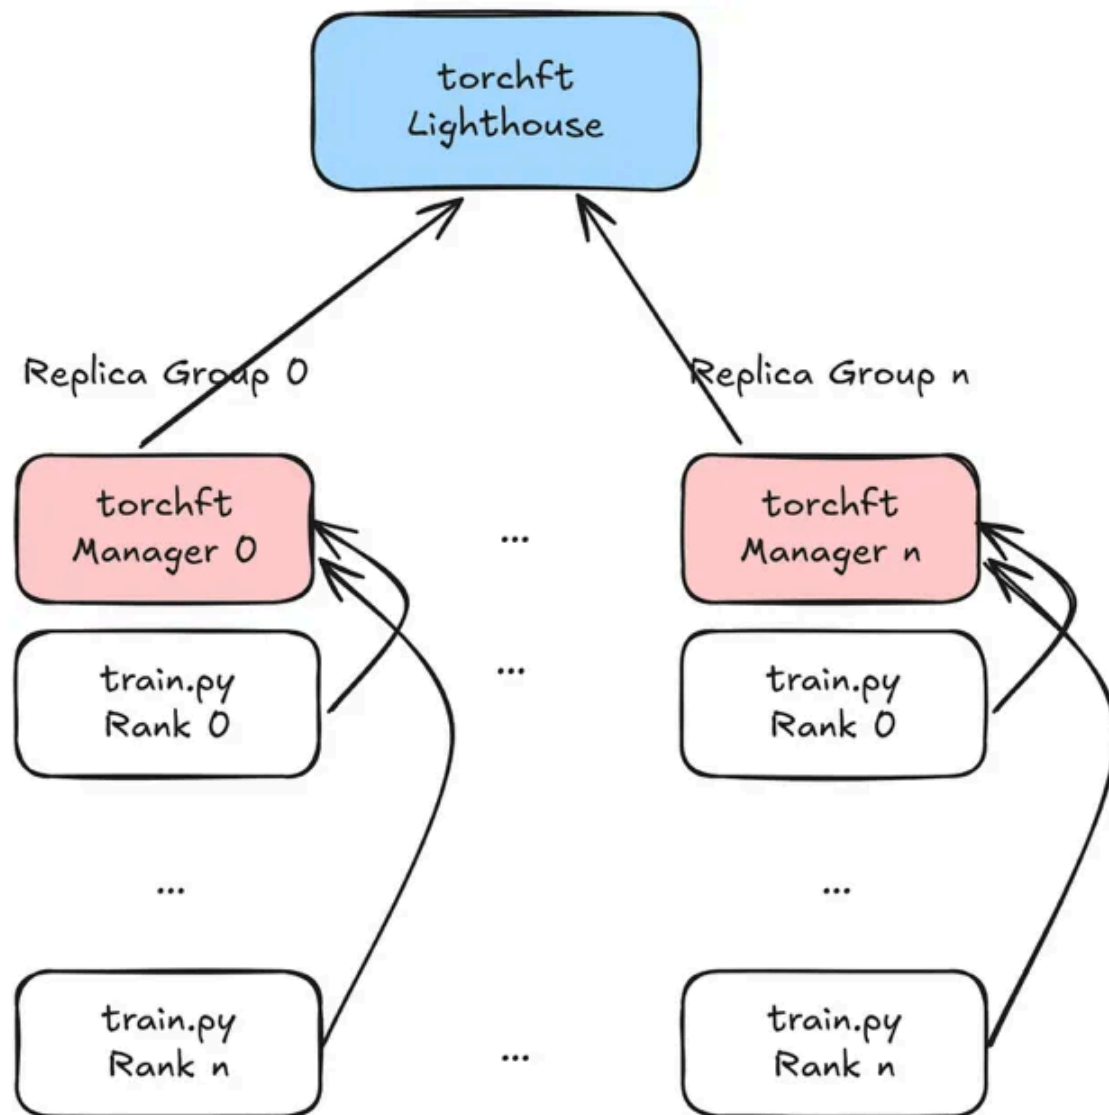 torchft
Lighthouse
Replica Group 0
Replica Group n
torchft
Manager 0
...
torchft
Manager n
train.py
Rank 0
...
train.py
Rank 0
...
...
train.py
Rank n
...
train.py
Rank n